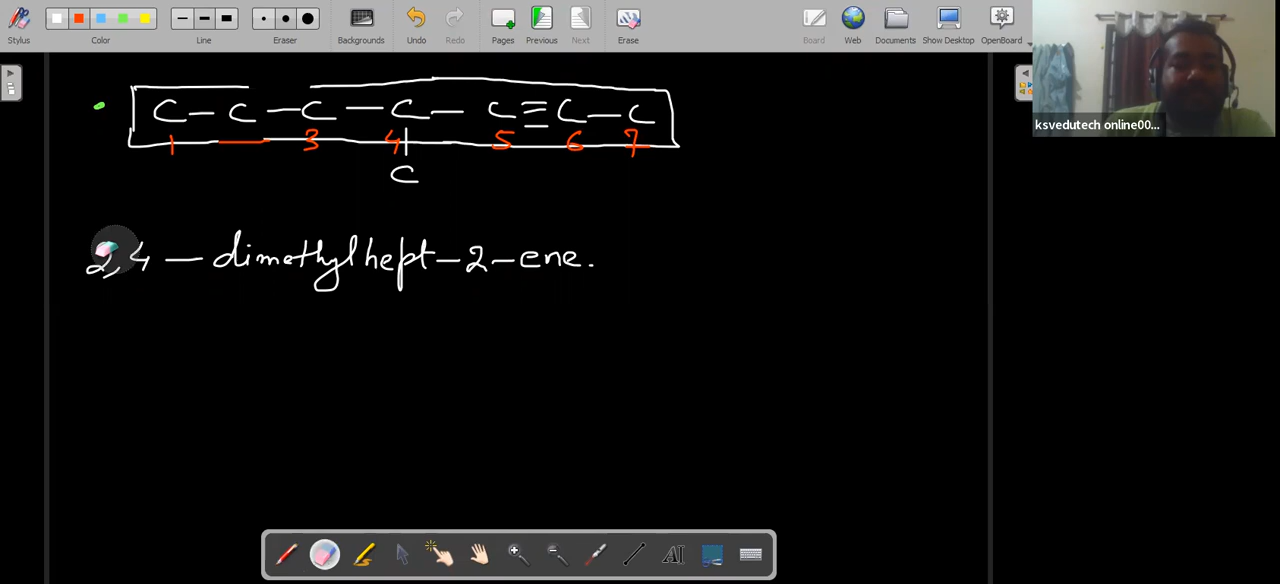 Stylus Color Line Eraser Backgrounds Undo Redo Pages Previous Next Erase Board Web Documents Show Desktop OpenBoard
ksvedutech online00...
C – C – C – C – C ≡ C – C
1 3 4 5 6 7
C
2,4 – dimethylhept – 2 – ene.
AI